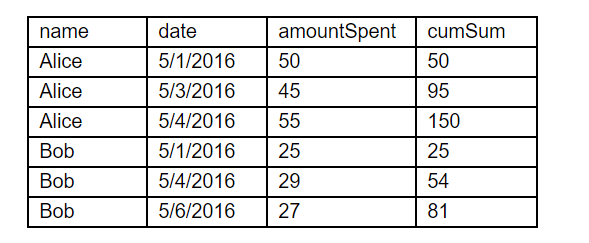 name date amountSpent cumSum
Alice 5/1/2016 50 50
Alice 5/3/2016 45 95
Alice 5/4/2016 55 150
Bob 5/1/2016 25 25
Bob 5/4/2016 29 54
Bob 5/6/2016 27 81